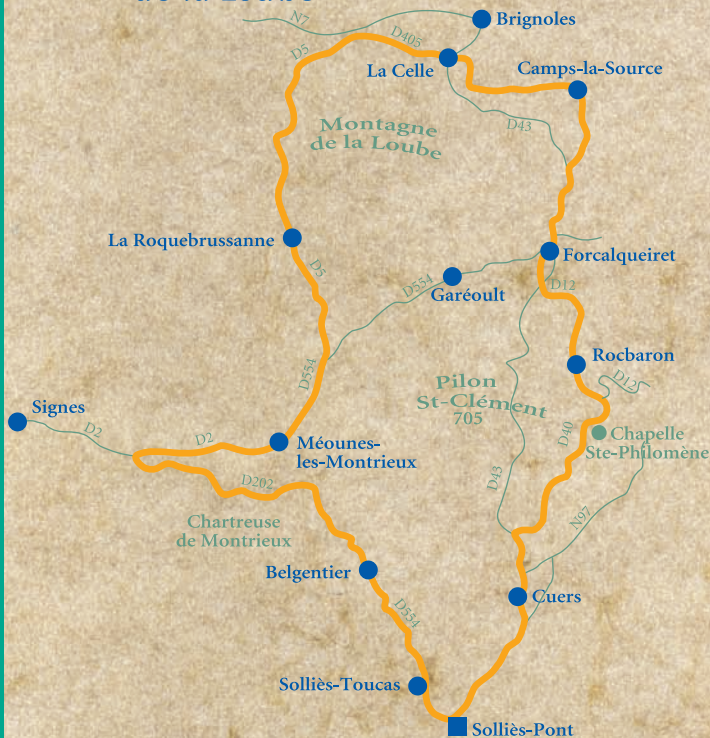 N7
Brignoles
D5
D405
La Celle
Camps-la-Source
Montagne
de la Loube
D43
La Roquebrussanne
Forcalqueiret
D5
D554
Garéoult
D12
Rocbaron
D554
Pilon
St-Clément
705
D12
Signes
D2
D2
Méounes-
les-Montrieux
D40
Chapelle
Ste-Philomène
D202
D43
N97
Chartreuse
de Montrieux
Belgentier
Cuers
D554
Solliès-Toucas
Solliès-Pont